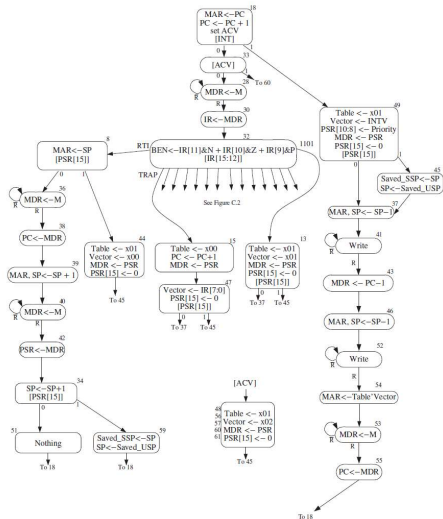 18
MAR<−PC
PC <− PC + 1
set ACV
[INT]
0
1
33
[ACV]
0
1
To 60
28
MDR<−M
R
R
30
IR<−MDR
32
BEN<−IR[11]&N + IR[10]&Z + IR[9]&P
[IR[15:12]]
RTI
TRAP
1101
See Figure C.2
8
MAR<−SP
[PSR[15]]
0
1
36
MDR<−M
R
R
38
PC<−MDR
39
MAR, SP<−SP + 1
40
MDR<−M
R
R
42
PSR<−MDR
34
SP<−SP+1
[PSR[15]]
0
1
51
Nothing
To 18
59
Saved_SSP<−SP
SP<−Saved_USP
To 18
44
Table <− x01
Vector <− x00
MDR <− PSR
PSR[15] <− 0
To 45
15
Table <− x00
PC <− PC+1
MDR <− PSR
47
Vector <− IR[7:0]
PSR[15] <− 0
[PSR[15]]
0
1
To 37
To 45
13
Table <− x01
Vector <− x01
MDR <− PSR
PSR[15] <− 0
[PSR[15]]
0
1
To 37
To 45
49
Table <− x01
Vector <− INTV
PSR[10:8] <− Priority
MDR <− PSR
PSR[15] <− 0
[PSR[15]]
0
1
45
Saved_SSP<−SP
SP<−Saved_USP
37
MAR, SP<−SP−1
41
Write
R
R
43
MDR <− PC−1
46
MAR, SP<−SP−1
52
Write
R
R
54
MAR<−Table'Vector
53
MDR<−M
R
R
55
PC<−MDR
To 18
[ACV]
48
56
57
60
61
Table <− x01
Vector <− x02
MDR <− PSR
PSR[15] <− 0
To 45